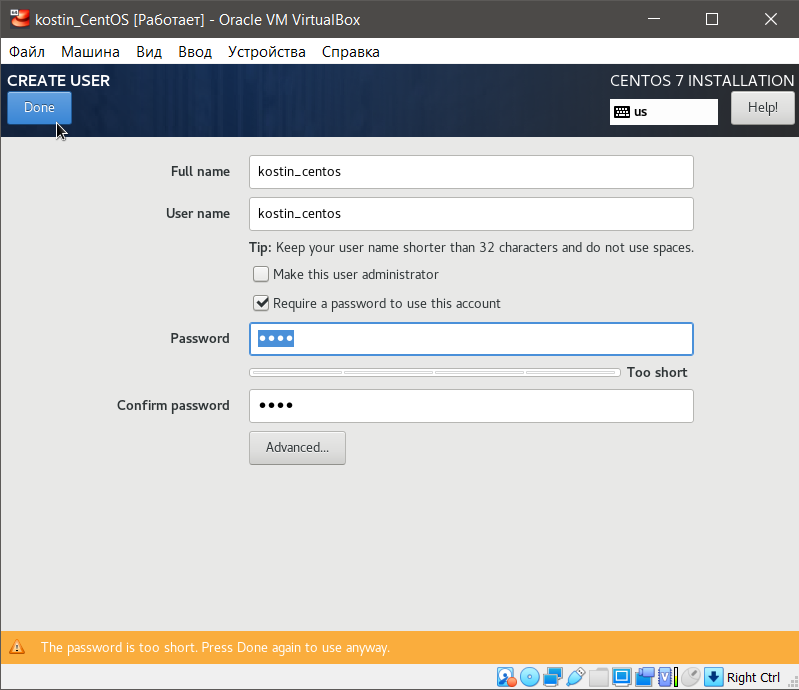 kostin_CentOS [Работает] - Oracle VM VirtualBox
Файл Машина Вид Ввод Устройства Справка
CREATE USER
CENTOS 7 INSTALLATION
Done
us
Help!
Full name
kostin_centos
User name
kostin_centos
Tip: Keep your user name shorter than 32 characters and do not use spaces.
Make this user administrator
Require a password to use this account
Password
••••
Too short
Confirm password
••••
Advanced...
The password is too short. Press Done again to use anyway.
Right Ctrl